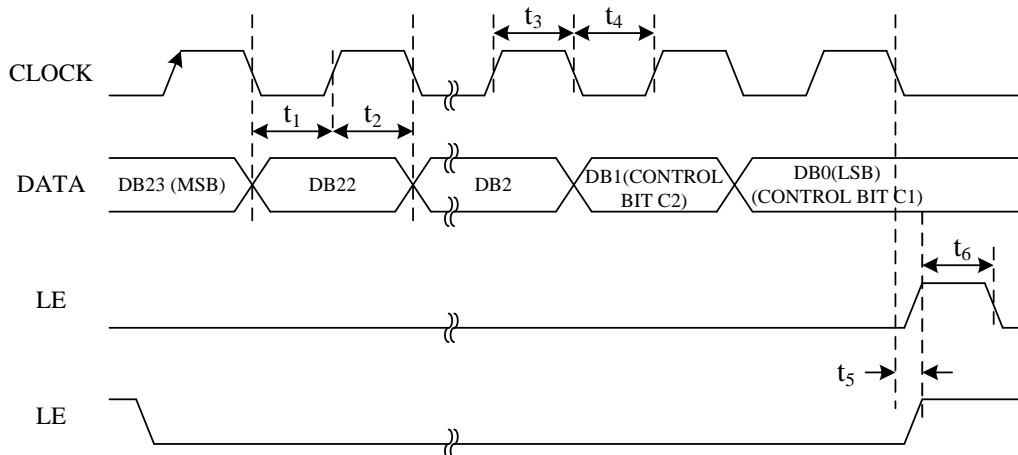 t3 t4
CLOCK
t1 t2
DATA
DB23 (MSB)
DB22
DB2
DB1(CONTROL
BIT C2)
DB0(LSB)
(CONTROL BIT C1)
t6
LE
t5
LE